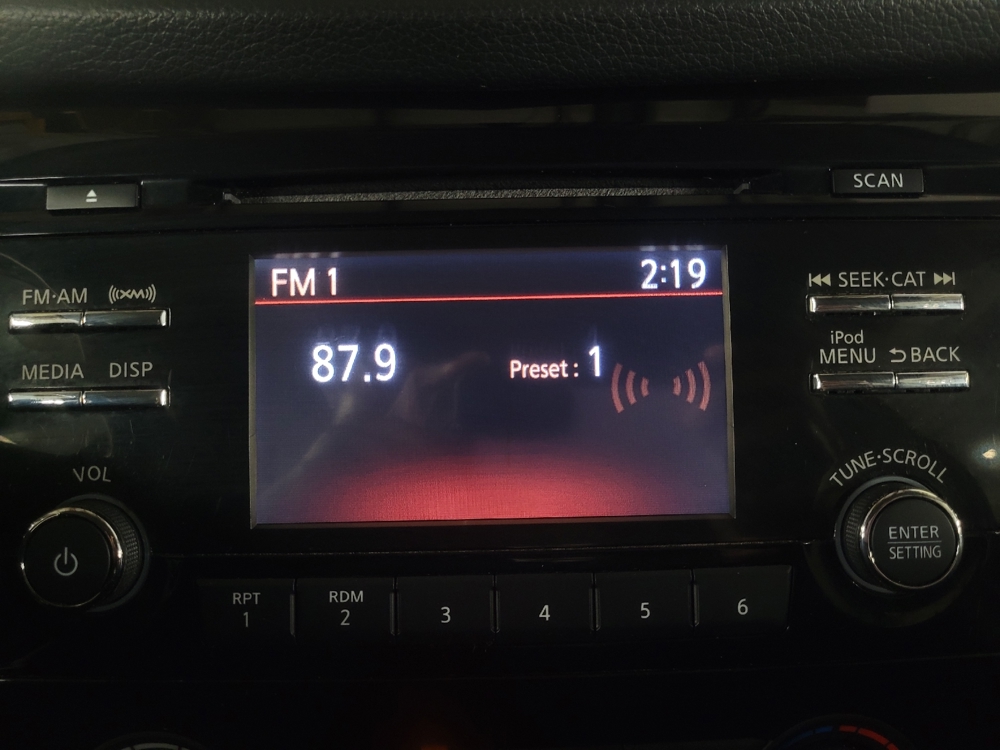 SCAN
FM 1 2:19
FM·AM ((XM))
SEEK·CAT
87.9 Preset: 1
MEDIA DISP
iPod
MENU BACK
VOL
TUNE·SCROLL
ENTER
SETTING
RPT RDM
1 2 3 4 5 6